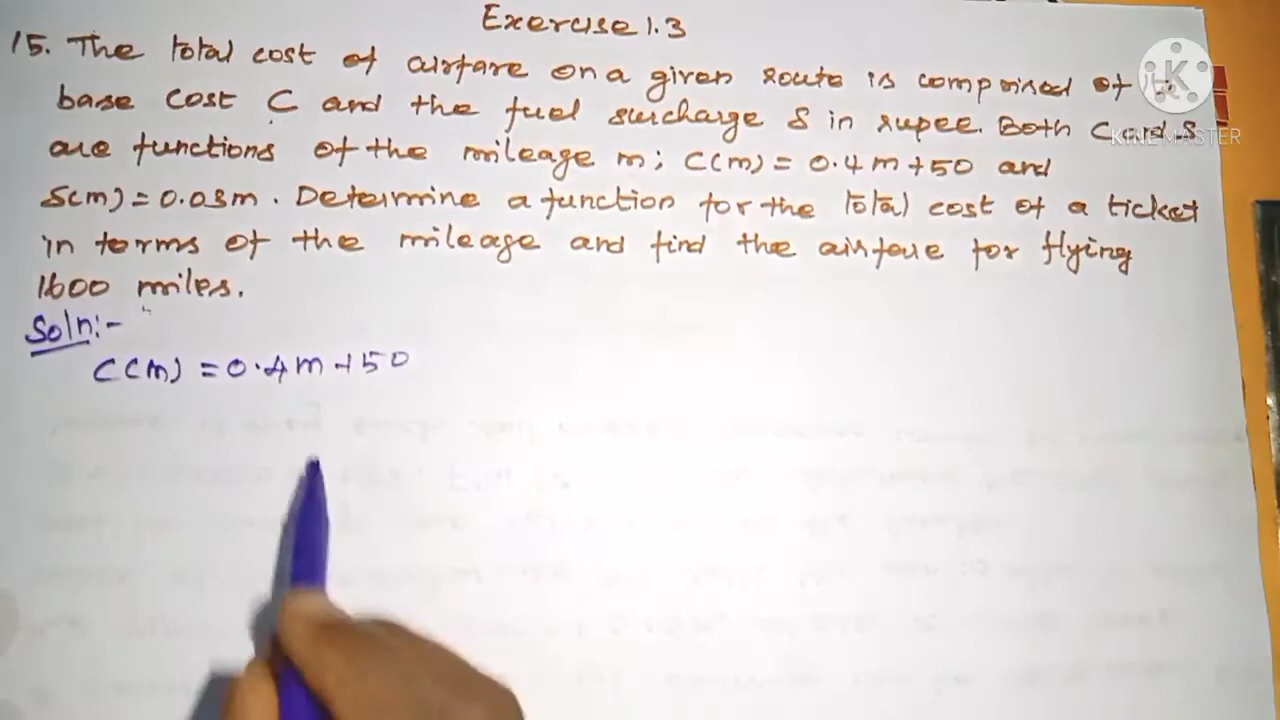 Exercise 1.3
15. The total cost of airfare on a given route is comprised of
base cost C and the fuel surcharge S in rupee. Both C and S
are functions of the mileage m; C(m) = 0.4m+50 and
S(m) = 0.03m. Determine a function for the total cost of a ticket
in terms of the mileage and find the airfare for flying
1600 miles.
Soln:-
C(m) = 0.4m+50
K
KINEMASTER